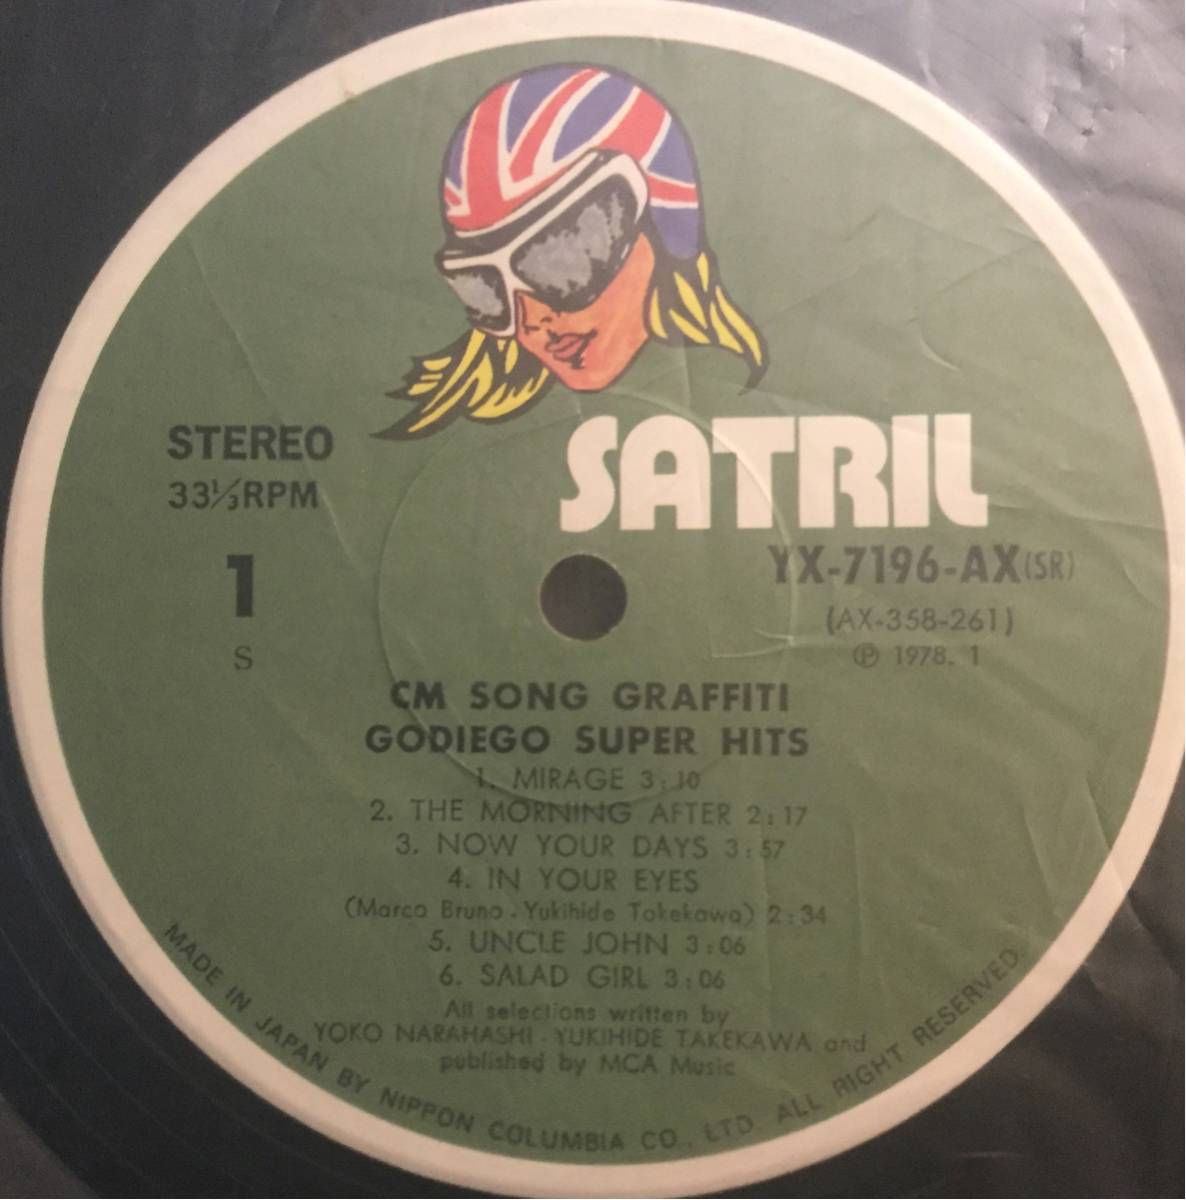 SATRIL
STEREO
33⅓RPM
1
S
YX-7196-AX(SR)
(AX-358-261)
Ⓟ 1978. 1
CM SONG GRAFFITI
GODIEGO SUPER HITS
1. MIRAGE 3:10
2. THE MORNING AFTER 2:17
3. NOW YOUR DAYS 3:57
4. IN YOUR EYES
(Marco Bruno - Yukihide Takekawa) 2:34
5. UNCLE JOHN 3:06
6. SALAD GIRL 3:06
All selections written by
YOKO NARAHASHI - YUKIHIDE TAKEKAWA and
published by MCA Music
MADE IN JAPAN BY NIPPON COLUMBIA CO., LTD. ALL RIGHT RESERVED.